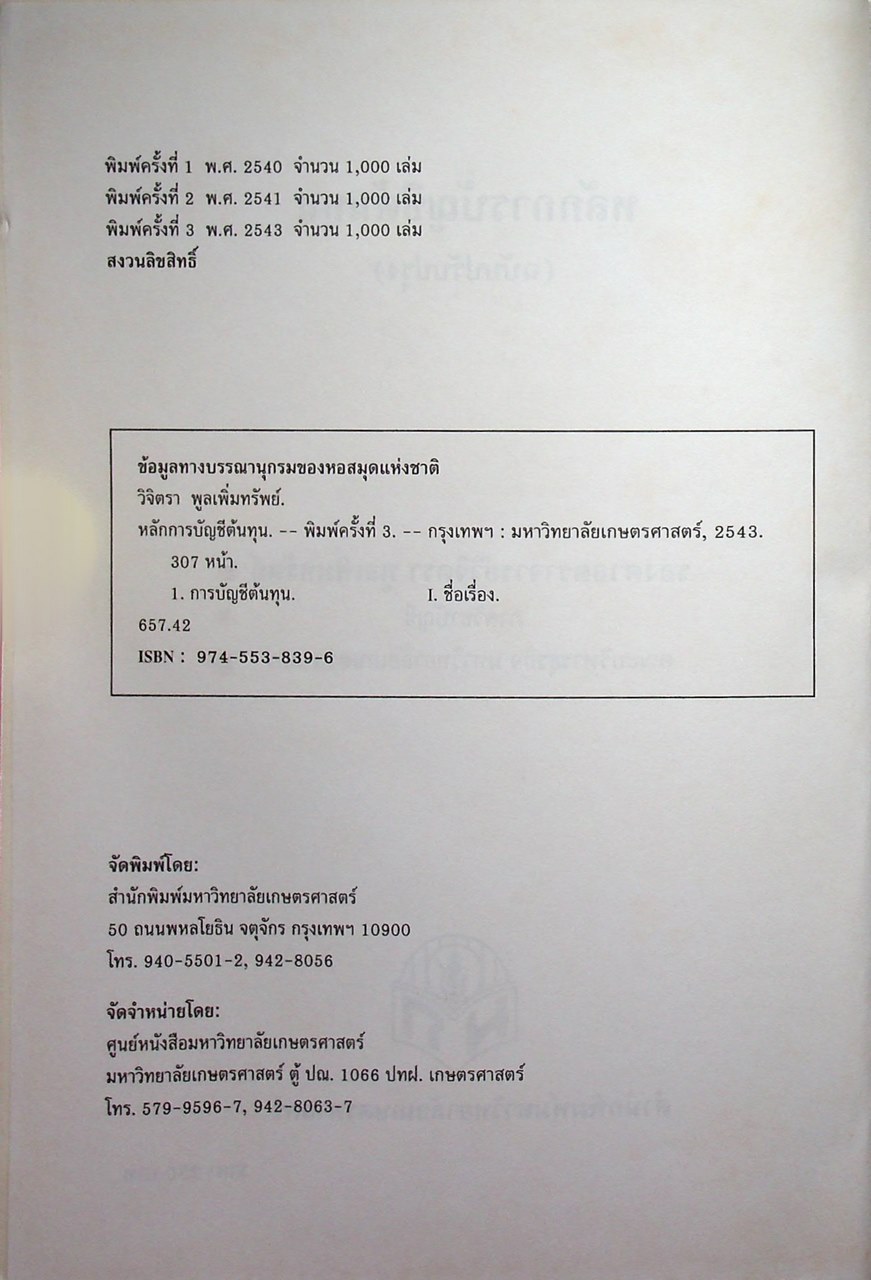 พิมพ์ครั้งที่ 1 พ.ศ. 2540 จำนวน 1,000 เล่ม
พิมพ์ครั้งที่ 2 พ.ศ. 2541 จำนวน 1,000 เล่ม
พิมพ์ครั้งที่ 3 พ.ศ. 2543 จำนวน 1,000 เล่ม
สงวนลิขสิทธิ์
ข้อมูลทางบรรณานุกรมของหอสมุดแห่งชาติ
วิจิตรา พูลเพิ่มทรัพย์.
หลักการบัญชีต้นทุน. -- พิมพ์ครั้งที่ 3. -- กรุงเทพฯ : มหาวิทยาลัยเกษตรศาสตร์, 2543.
307 หน้า.
1. การบัญชีต้นทุน. I. ชื่อเรื่อง.
657.42
ISBN : 974-553-839-6
จัดพิมพ์โดย:
สำนักพิมพ์มหาวิทยาลัยเกษตรศาสตร์
50 ถนนพหลโยธิน จตุจักร กรุงเทพฯ 10900
โทร. 940-5501-2, 942-8056
จัดจำหน่ายโดย:
ศูนย์หนังสือมหาวิทยาลัยเกษตรศาสตร์
มหาวิทยาลัยเกษตรศาสตร์ ตู้ ปณ. 1066 ปทฝ. เกษตรศาสตร์
โทร. 579-9596-7, 942-8063-7